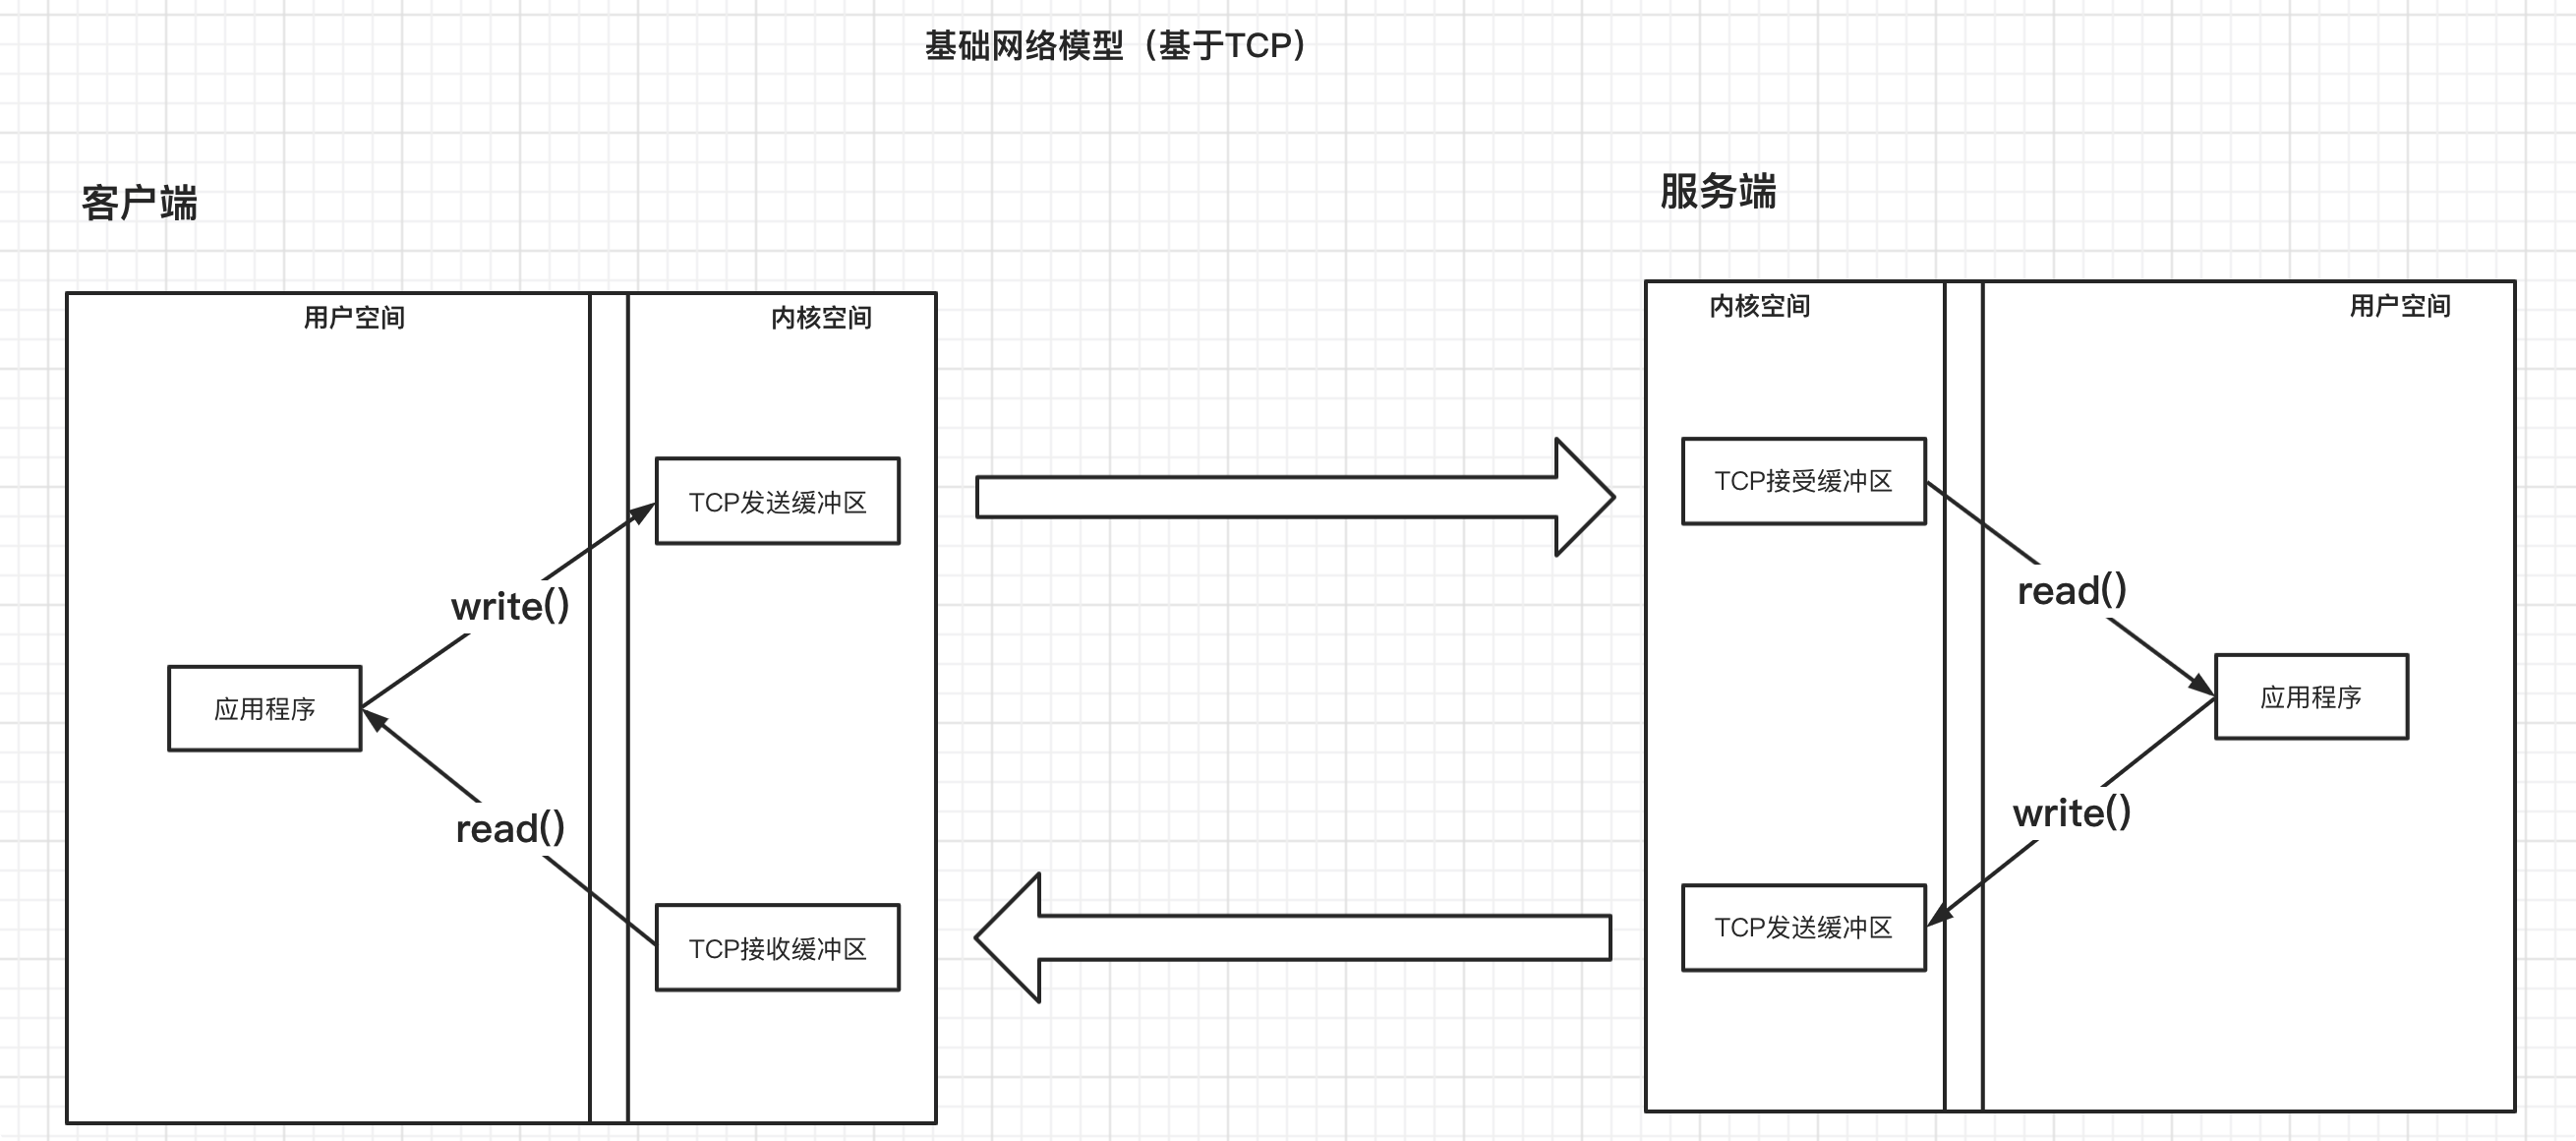 基础网络模型（基于TCP）
客户端
用户空间
内核空间
TCP发送缓冲区
write()
应用程序
read()
TCP接收缓冲区
服务端
内核空间
用户空间
TCP接受缓冲区
read()
应用程序
write()
TCP发送缓冲区